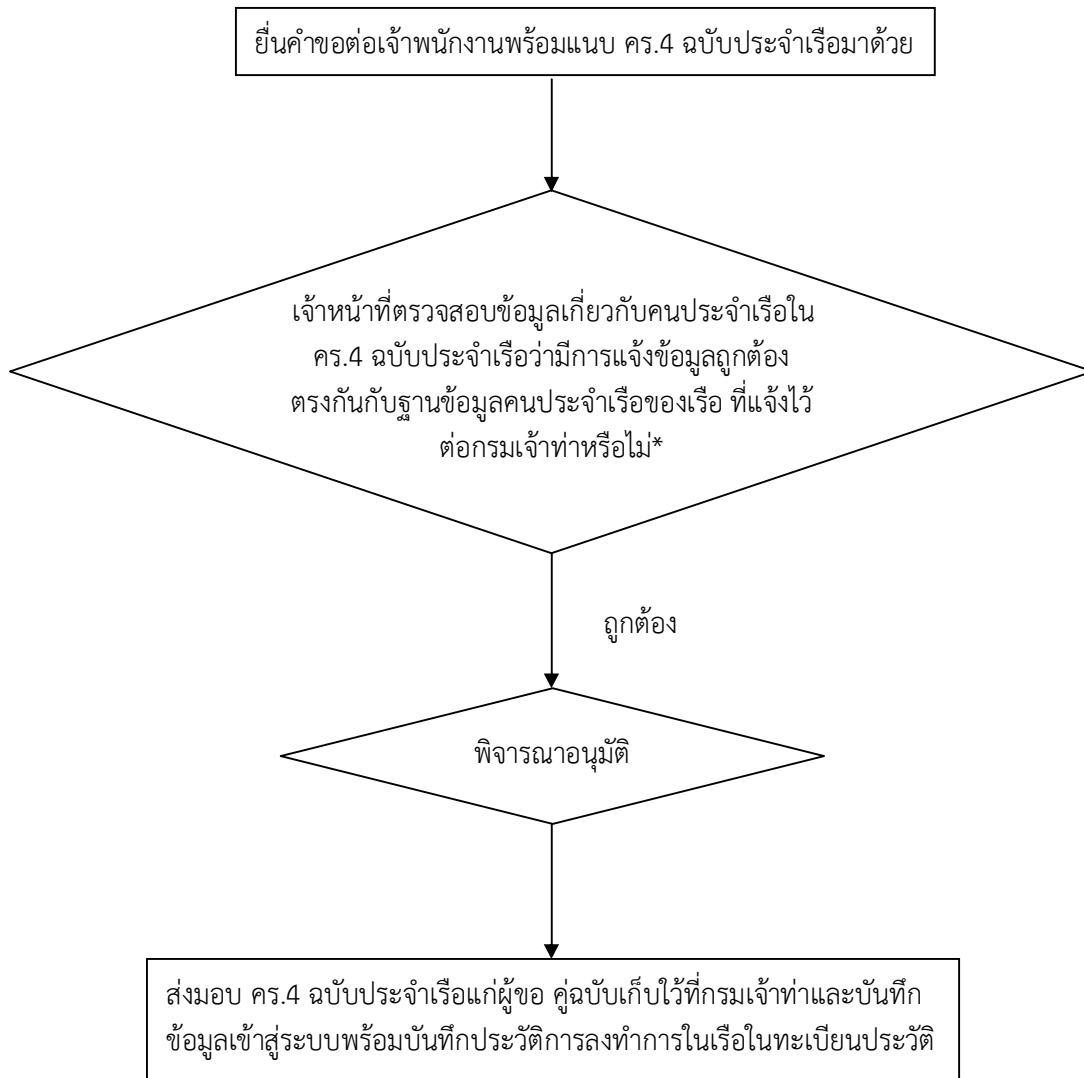 ยื่นคำขอต่อเจ้าพนักงานพร้อมแนบ คร.4 ฉบับประจำเรือมาด้วย
เจ้าหน้าที่ตรวจสอบข้อมูลเกี่ยวกับคนประจำเรือใน
คร.4 ฉบับประจำเรือว่ามีการแจ้งข้อมูลถูกต้อง
ตรงกันกับฐานข้อมูลคนประจำเรือของเรือ ที่แจ้งไว้
ต่อกรมเจ้าท่าหรือไม่*
ถูกต้อง
พิจารณาอนุมัติ
ส่งมอบ คร.4 ฉบับประจำเรือแก่ผู้ขอ คู่ฉบับเก็บใว้ที่กรมเจ้าท่าและบันทึก
ข้อมูลเข้าสู่ระบบพร้อมบันทึกประวัติการลงทำการในเรือในทะเบียนประวัติ